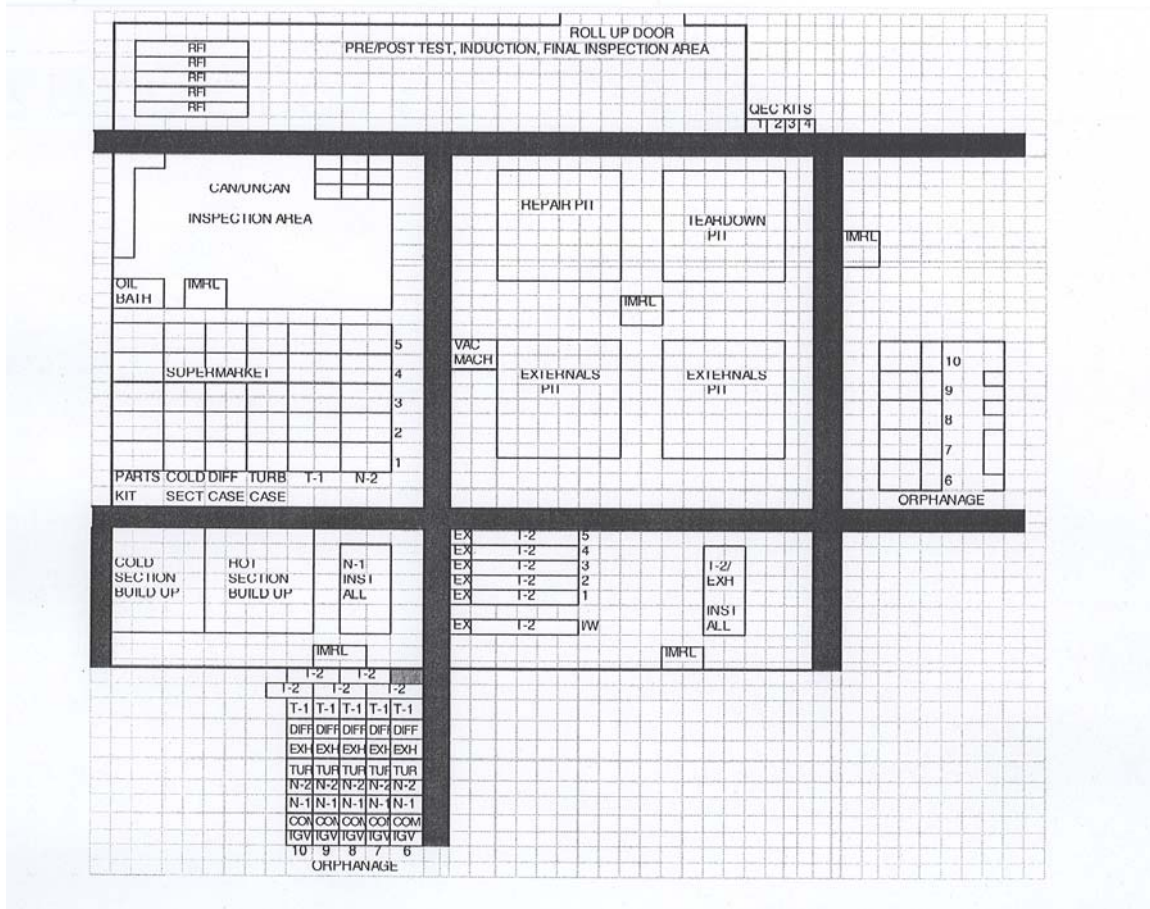 ROLL UP DOOR
PRE/POST TEST, INDUCTION, FINAL INSPECTION AREA
RFI
RFI
RFI
RFI
RFI
QEC KITS
1 2 3 4
CAN/UNCAN
INSPECTION AREA
OIL
BATH
IMRL
REPAIR PIT
TEARDOWN
PIT
IMRL
IMRL
VAC
MACH
EXTERNALS
PIT
EXTERNALS
PIT
SUPERMARKET
5
4
3
2
1
PARTS COLD DIFF TURB T-1 N-2
KIT SECT CASE CASE
10
9
8
7
6
ORPHANAGE
COLD
SECTION
BUILD UP
HOT
SECTION
BUILD UP
N-1
INST
ALL
IMRL
EX T-2 5
EX T-2 4
EX T-2 3
EX T-2 2
EX T-2 1
EX T-2 I/W
T-2/
EXH
INST
ALL
IMRL
T-2 T-2
T-2 T-2 T-2
T-1 T-1 T-1 T-1 T-1
DIFF DIFF DIFF DIFF DIFF
EXH EXH EXH EXH EXH
TUR TUR TUR TUR TUR
N-2 N-2 N-2 N-2 N-2
N-1 N-1 N-1 N-1 N-1
COM COM COM COM COM
IGV IGV IGV IGV IGV
10 9 8 7 6
ORPHANAGE